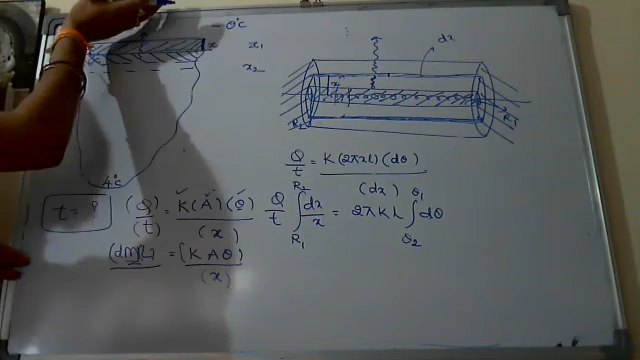 -0°c
x
x₁
x₂
dx
R₂
R₁
4°c
Q/t = K(2πxl)(dθ)/(dx)
t = ?
(Q)/(t) = K(A)(θ)/(x)
Q/t ∫_{R₁}^{R₂} dx/x = 2πKL ∫_{θ₂}^{θ₁} dθ
(dmL) = [KAθ]/(x)